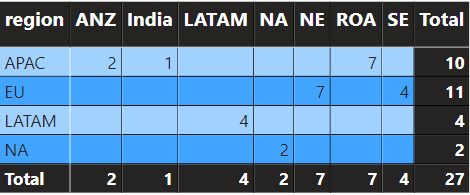 region ANZ India LATAM NA NE ROA SE Total
APAC 2 1 7 10
EU 7 4 11
LATAM 4 4
NA 2 2
Total 2 1 4 2 7 7 4 27